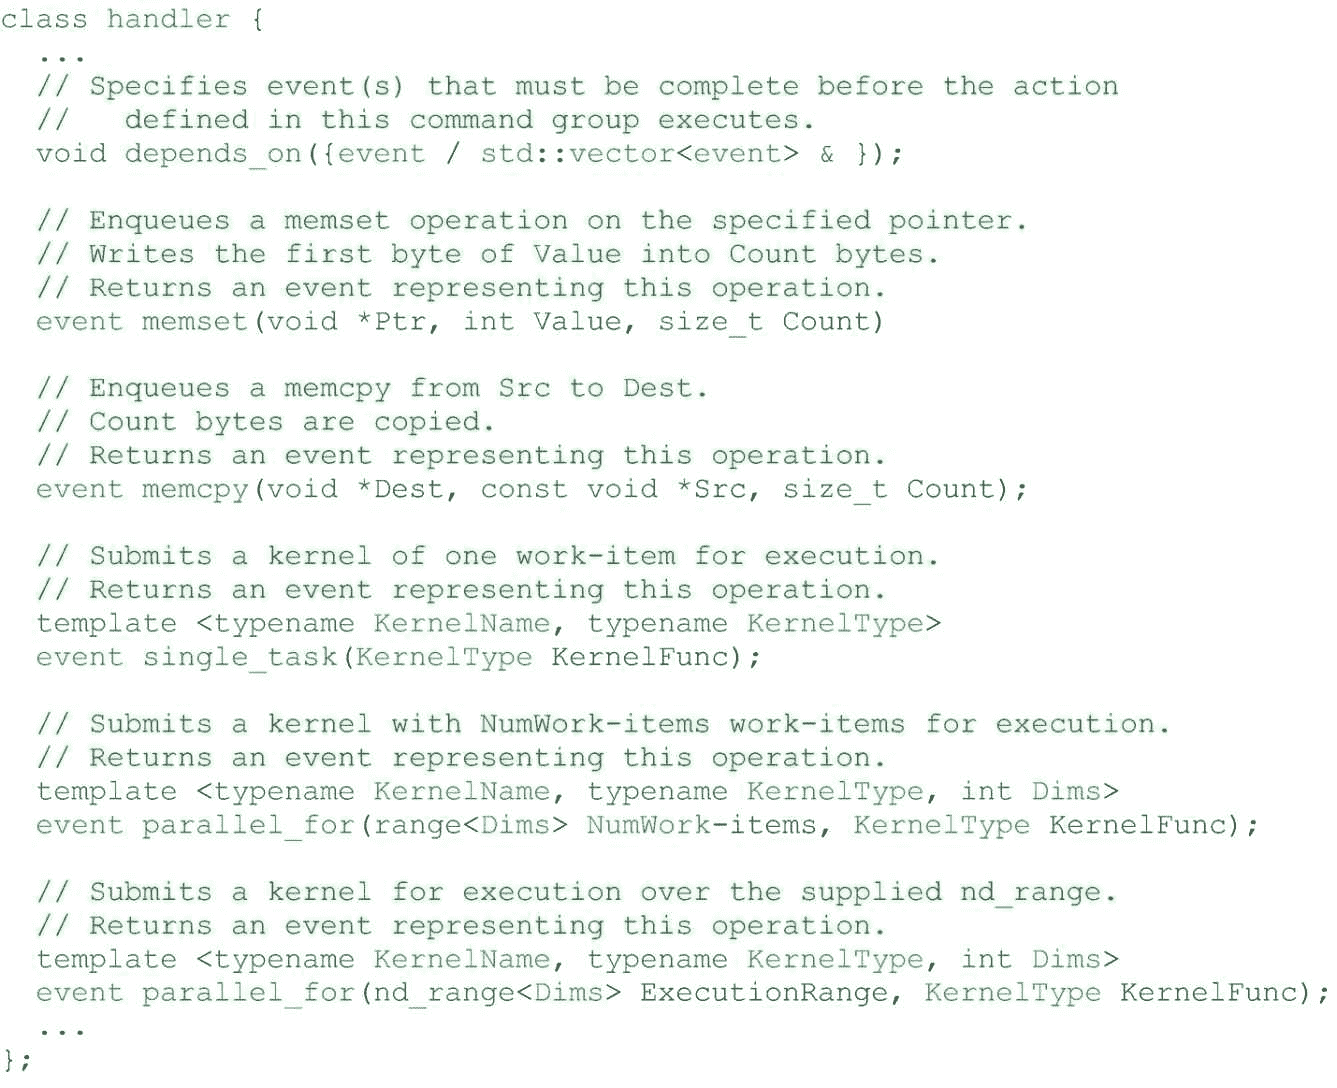 class handler {
  ...
  // Specifies event(s) that must be complete before the action
  //   defined in this command group executes.
  void depends_on({event / std::vector<event> & });

  // Enqueues a memset operation on the specified pointer.
  // Writes the first byte of Value into Count bytes.
  // Returns an event representing this operation.
  event memset(void *Ptr, int Value, size_t Count)

  // Enqueues a memcpy from Src to Dest.
  // Count bytes are copied.
  // Returns an event representing this operation.
  event memcpy(void *Dest, const void *Src, size_t Count);

  // Submits a kernel of one work-item for execution.
  // Returns an event representing this operation.
  template <typename KernelName, typename KernelType>
  event single_task(KernelType KernelFunc);

  // Submits a kernel with NumWork-items work-items for execution.
  // Returns an event representing this operation.
  template <typename KernelName, typename KernelType, int Dims>
  event parallel_for(range<Dims> NumWork-items, KernelType KernelFunc);

  // Submits a kernel for execution over the supplied nd_range.
  // Returns an event representing this operation.
  template <typename KernelName, typename KernelType, int Dims>
  event parallel_for(nd_range<Dims> ExecutionRange, KernelType KernelFunc);
  ...
};